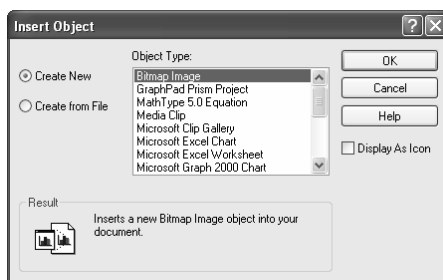 Insert Object
Object Type:
Create New
Create from File
Bitmap Image
GraphPad Prism Project
MathType 5.0 Equation
Media Clip
Microsoft Clip Gallery
Microsoft Excel Chart
Microsoft Excel Worksheet
Microsoft Graph 2000 Chart
OK
Cancel
Help
Display As Icon
Result
Inserts a new Bitmap Image object into your
document.